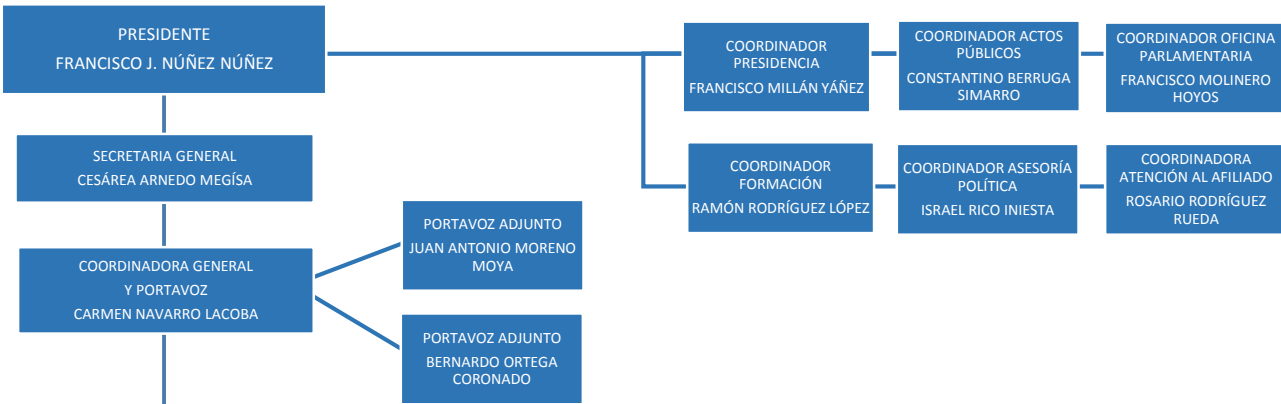 PRESIDENTE
FRANCISCO J. NÚÑEZ NÚÑEZ
COORDINADOR
PRESIDENCIA
FRANCISCO MILLÁN YÁÑEZ
COORDINADOR ACTOS
PÚBLICOS
CONSTANTINO BERRUGA
SIMARRO
COORDINADOR OFICINA
PARLAMENTARIA
FRANCISCO MOLINERO
HOYOS
SECRETARIA GENERAL
CESÁREA ARNEDO MEGÍSA
COORDINADOR
FORMACIÓN
RAMÓN RODRÍGUEZ LÓPEZ
COORDINADOR ASESORÍA
POLÍTICA
ISRAEL RICO INIESTA
COORDINADORA
ATENCIÓN AL AFILIADO
ROSARIO RODRÍGUEZ
RUEDA
COORDINADORA GENERAL
Y PORTAVOZ
CARMEN NAVARRO LACOBA
PORTAVOZ ADJUNTO
JUAN ANTONIO MORENO
MOYA
PORTAVOZ ADJUNTO
BERNARDO ORTEGA
CORONADO